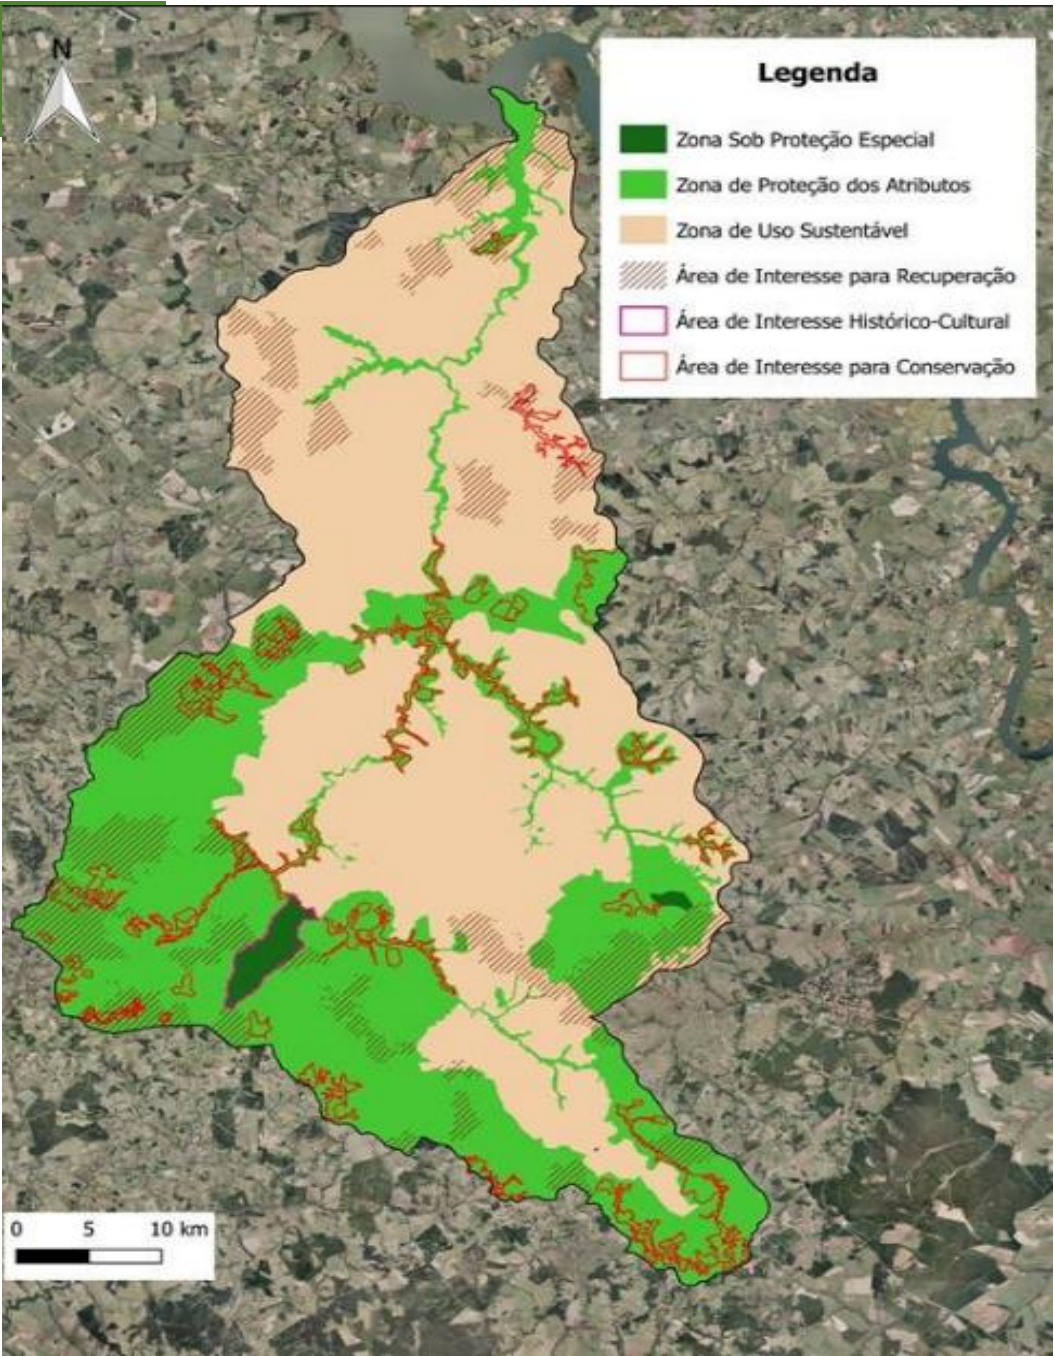 N
Legenda
Zona Sob Proteção Especial
Zona de Proteção dos Atributos
Zona de Uso Sustentável
Área de Interesse para Recuperação
Área de Interesse Histórico-Cultural
Área de Interesse para Conservação
0 5 10 km